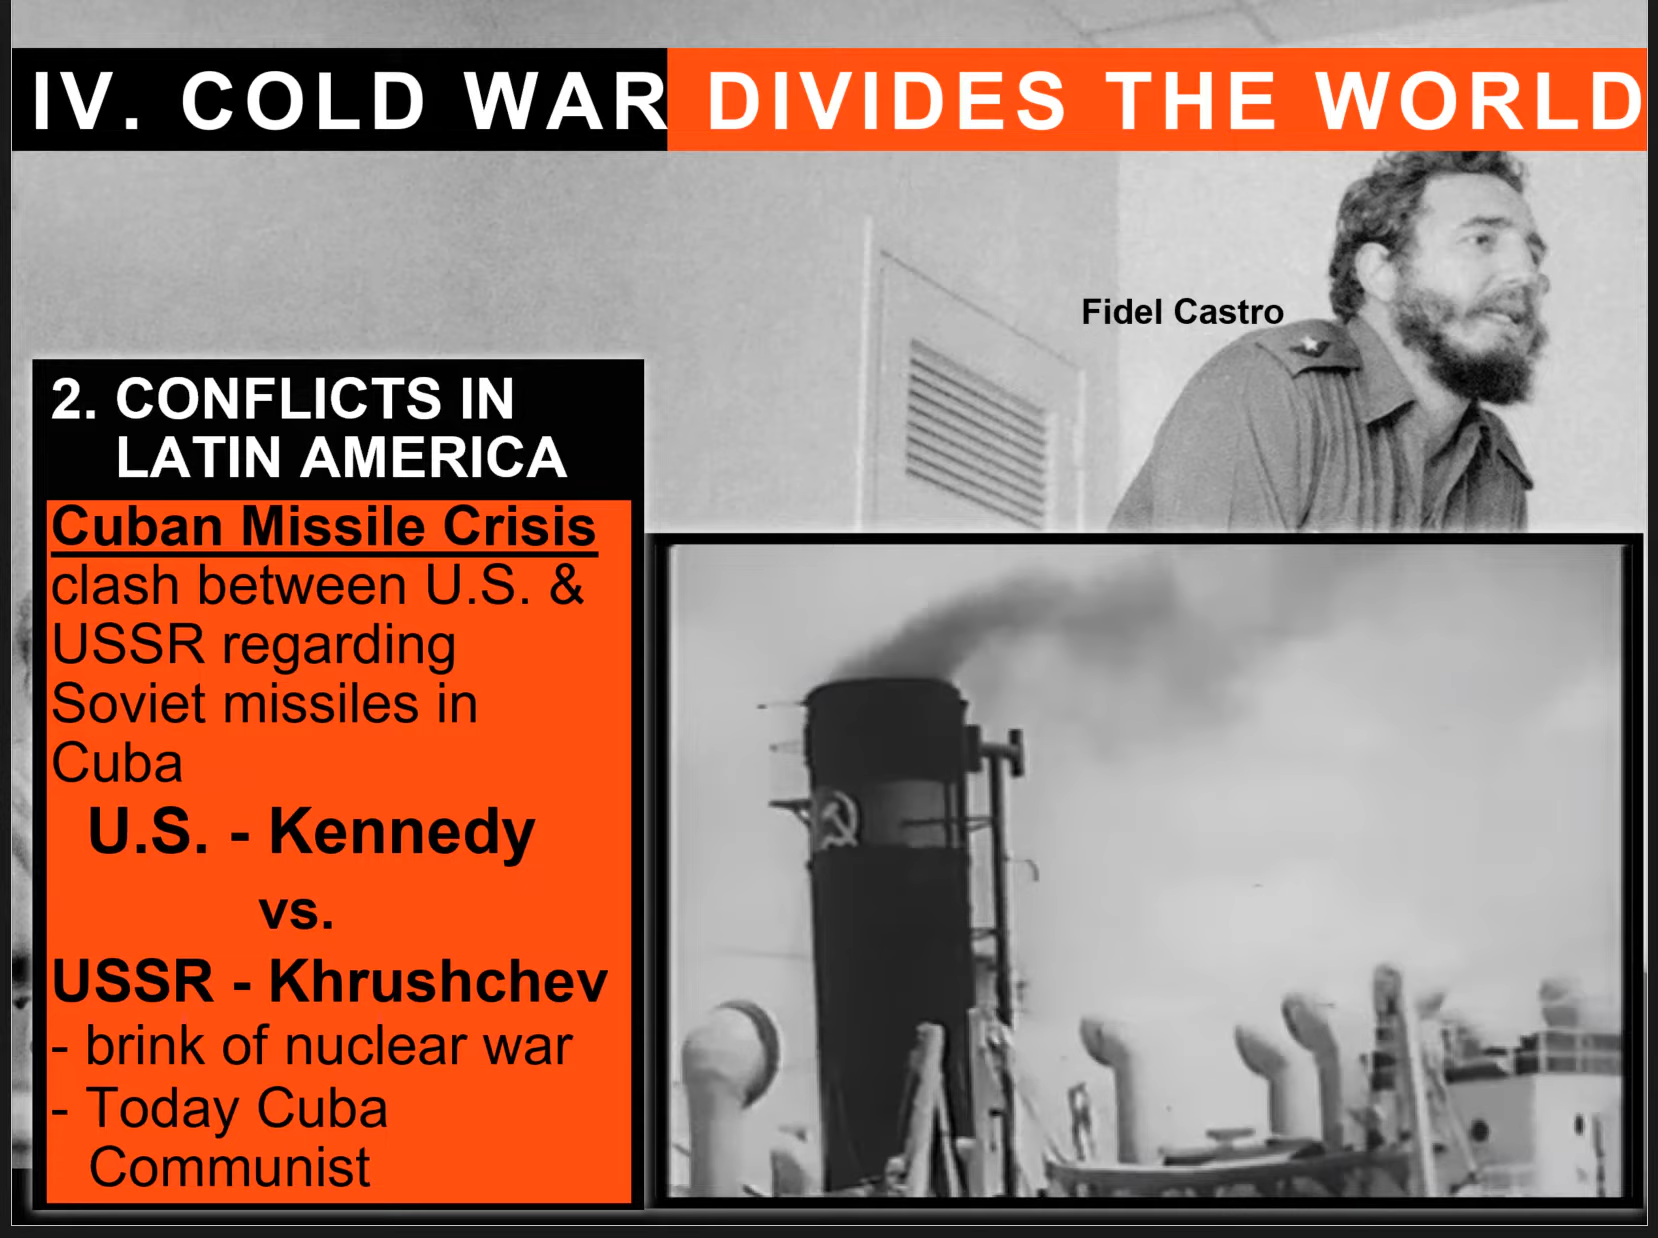 IV. COLD WAR DIVIDES THE WORLD
Fidel Castro
2. CONFLICTS IN
LATIN AMERICA
Cuban Missile Crisis
clash between U.S. &
USSR regarding
Soviet missiles in
Cuba
U.S. - Kennedy
vs.
USSR - Khrushchev
- brink of nuclear war
- Today Cuba
Communist